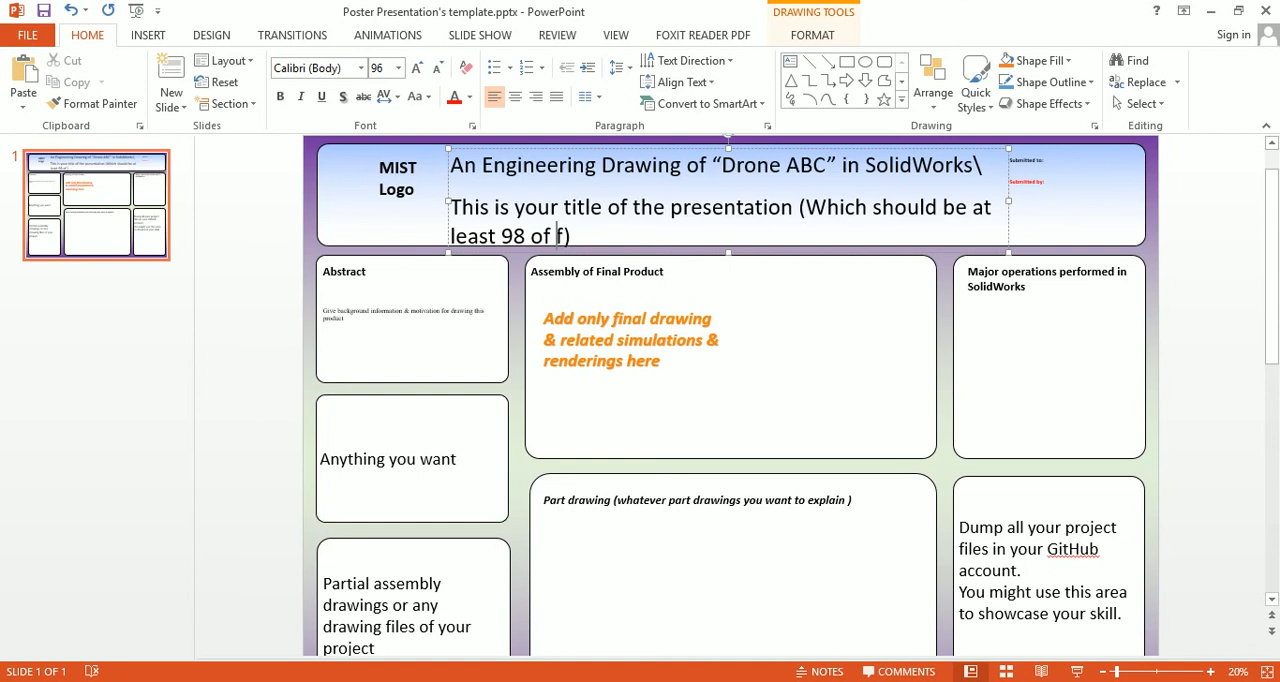 Poster Presentation's template.pptx - PowerPoint
DRAWING TOOLS
?
FILE
HOME
INSERT
DESIGN
TRANSITIONS
ANIMATIONS
SLIDE SHOW
REVIEW
VIEW
FOXIT READER PDF
FORMAT
Sign in
Paste
Cut
Copy
Format Painter
Clipboard
New
Slide
Layout
Reset
Section
Slides
Calibri (Body)
96
B I U S abc AV Aa A
Font
Text Direction
Align Text
Convert to SmartArt
Paragraph
Arrange
Quick
Styles
Shape Fill
Shape Outline
Shape Effects
Drawing
Find
Replace
Select
Editing
1
MIST
Logo
An Engineering Drawing of “Drone ABC” in SolidWorks\
This is your title of the presentation (Which should be at
least 98 of f)
Submitted to:
Submitted by:
Abstract
Give background information & motivation for drawing this
product
Assembly of Final Product
Add only final drawing
& related simulations &
renderings here
Major operations performed in
SolidWorks
Anything you want
Part drawing (whatever part drawings you want to explain )
Partial assembly
drawings or any
drawing files of your
project
Dump all your project
files in your GitHub
account.
You might use this area
to showcase your skill.
SLIDE 1 OF 1
NOTES
COMMENTS
20%